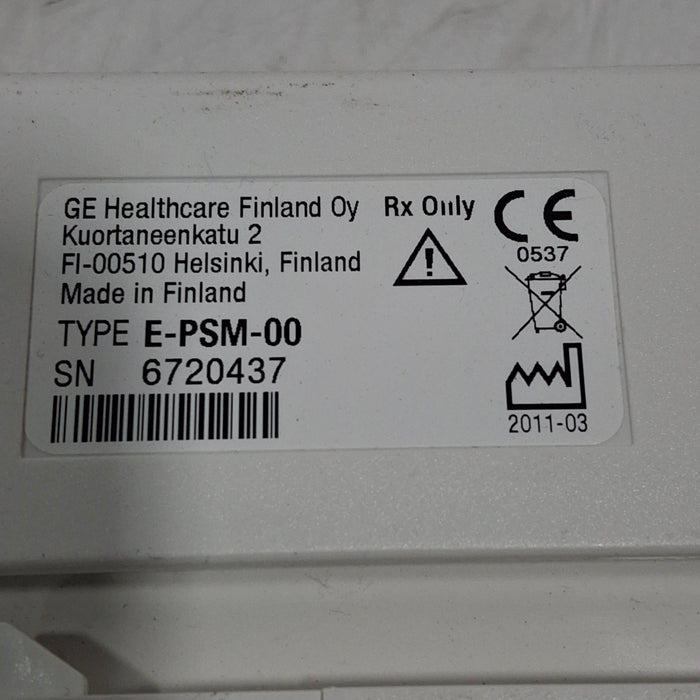 GE Healthcare Finland Oy
Kuortaneenkatu 2
FI-00510 Helsinki, Finland
Made in Finland
TYPE E-PSM-00
SN 6720437
Rx Only
CE
0537
2011-03